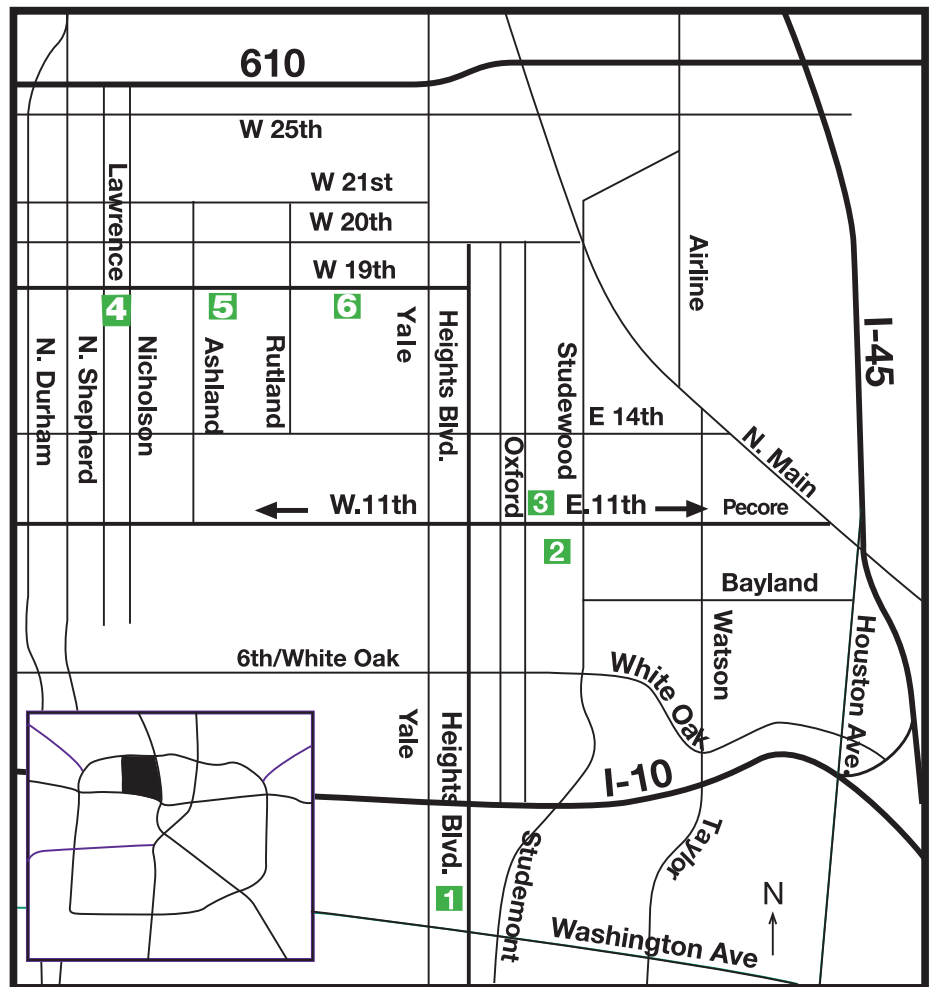 610
W 25th
Lawrence
W 21st
W 20th
W 19th
Airline
4
5
6
Yale
Heights Blvd.
I-45
N. Durham
N. Shepherd
Nicholson
Ashland
Rutland
Studewood
E 14th
Oxford
N. Main
W.11th
3
E.11th
Pecore
2
Bayland
Watson
Houston Ave.
6th/White Oak
White Oak
Yale
Heights Blvd.
I-10
Studemont
Taylor
1
N
Washington Ave